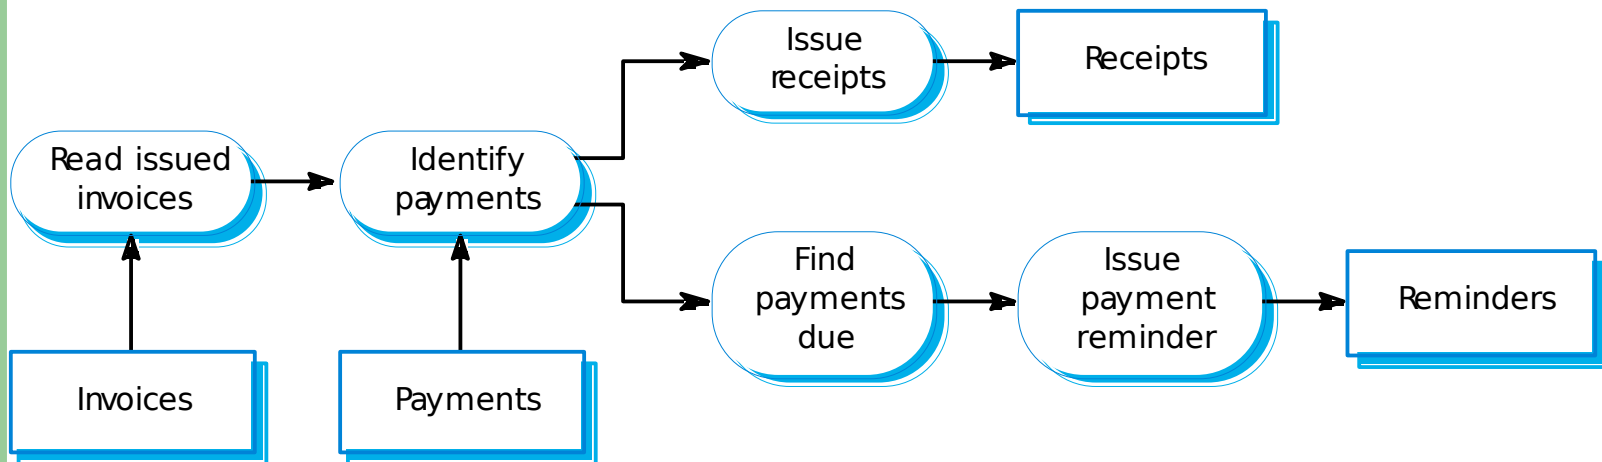 Issue
receipts
Receipts
Read issued
invoices
Identify
payments
Find
payments
due
Issue
payment
reminder
Reminders
Invoices
Payments